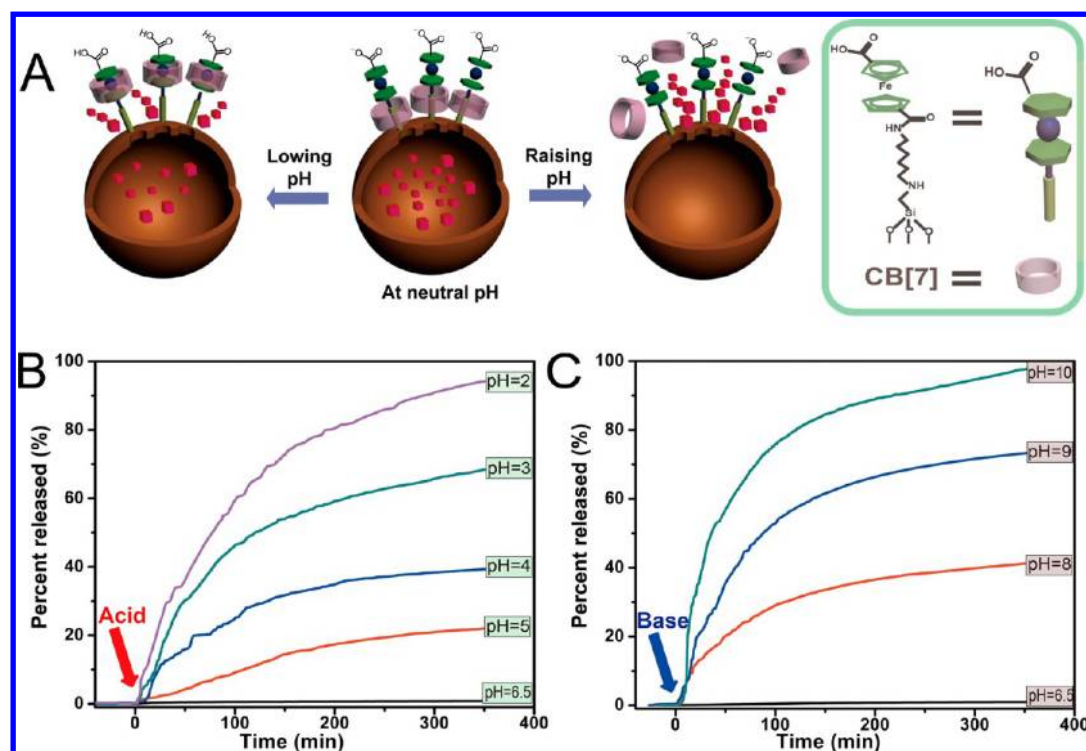 A
HO
O
HO
O
HO
O
-O
O
-O
O
-O
O
-O
O
-O
O
-O
O
Lowing
pH
At neutral pH
Raising
pH
HO
O
Fe
O
HN
NH
Si
O
O
O
=
HO
O
CB[7] =
B
Percent released (%)
100
80
60
40
20
0
Acid
pH=2
pH=3
pH=4
pH=5
pH=6.5
0
100
200
300
400
Time (min)
C
Percent released (%)
100
80
60
40
20
0
Base
pH=10
pH=9
pH=8
pH=6.5
0
100
200
300
400
Time (min)